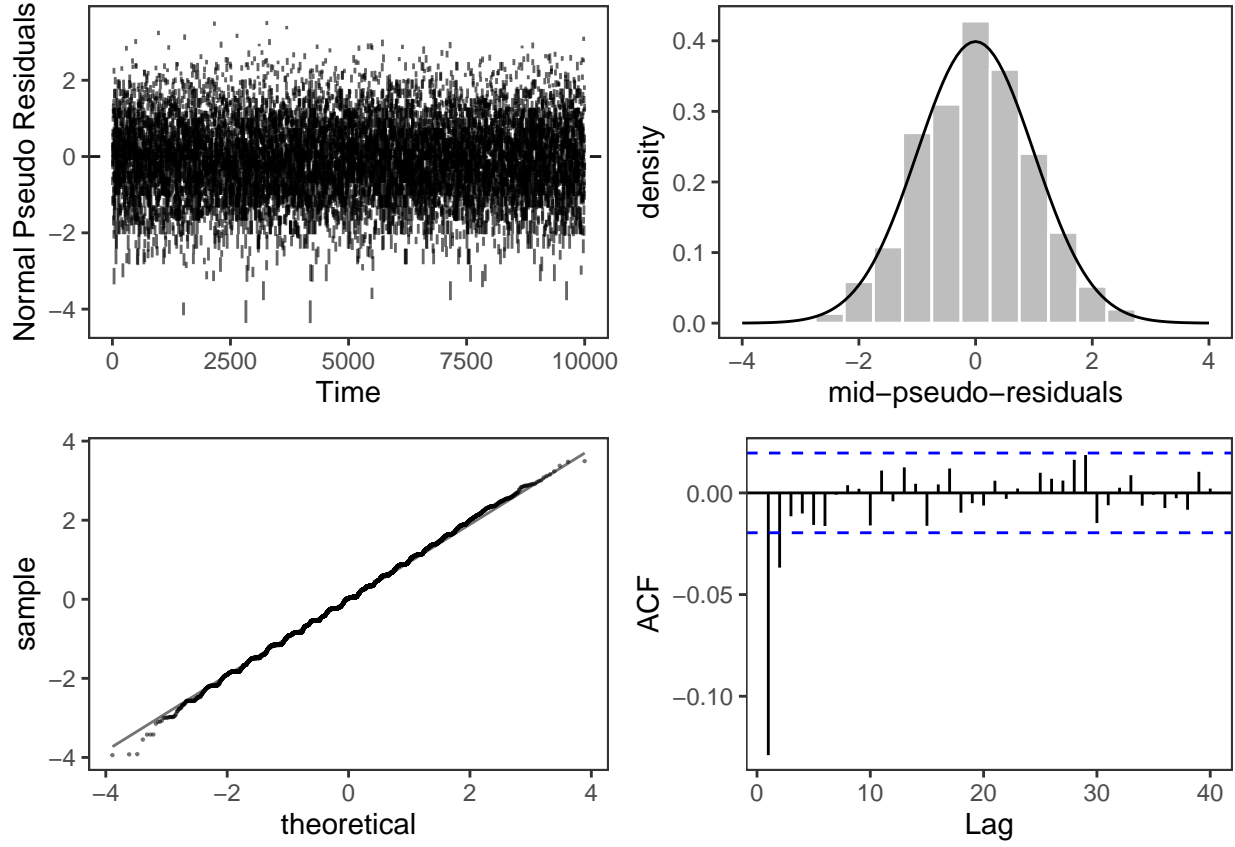 Normal Pseudo Residuals
2
0
−2
−4
0 2500 5000 7500 10000
Time
density
0.4
0.3
0.2
0.1
0.0
−4 −2 0 2 4
mid−pseudo−residuals
sample
4
2
0
−2
−4
−4 −2 0 2 4
theoretical
ACF
0.00
−0.05
−0.10
0 10 20 30 40
Lag